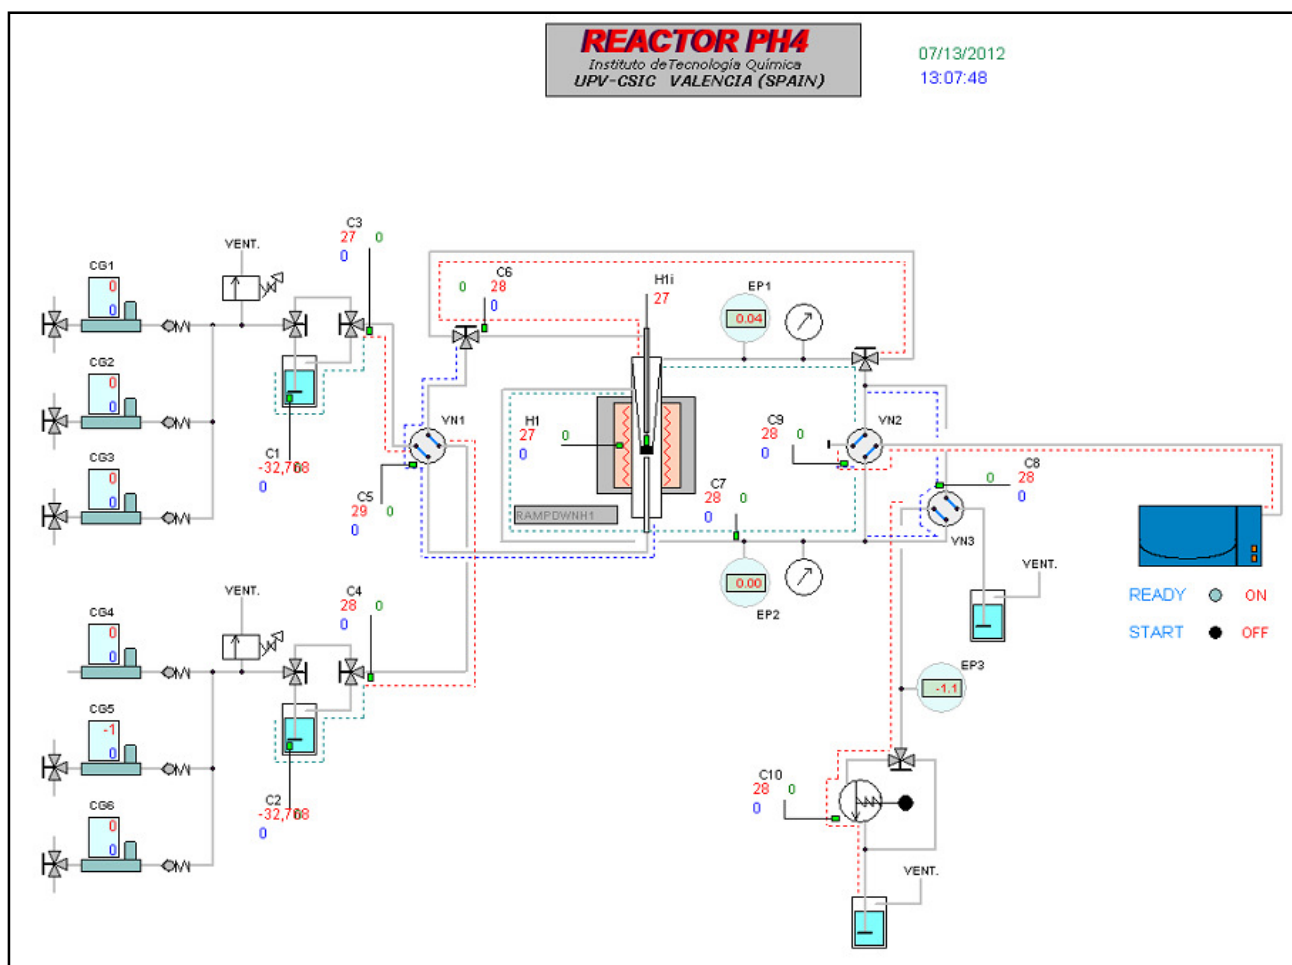 REACTOR PH4
Instituto de Tecnología Química
UPV-CSIC VALENCIA (SPAIN)
07/13/2012
13:07:48
C3
27 0
0
VENT.
CG1
0
0
C6
0 28
0
H1i
27
EP1
0.04
CG2
0
0
VN1
H1
27 0
0
C9
28 0
0
VN2
C1
0
CG3
0
0
C5
29 0
0
C7
28 0
0
C8
0 28
0
RAMPDWNH1
VN3
VENT.
EP2
0.00
VENT.
C4
28 0
0
READY ON
START OFF
CG4
0
0
EP3
-1.1
CG5
-1
0
C2
0
C10
28 0
0
CG6
0
0
VENT.